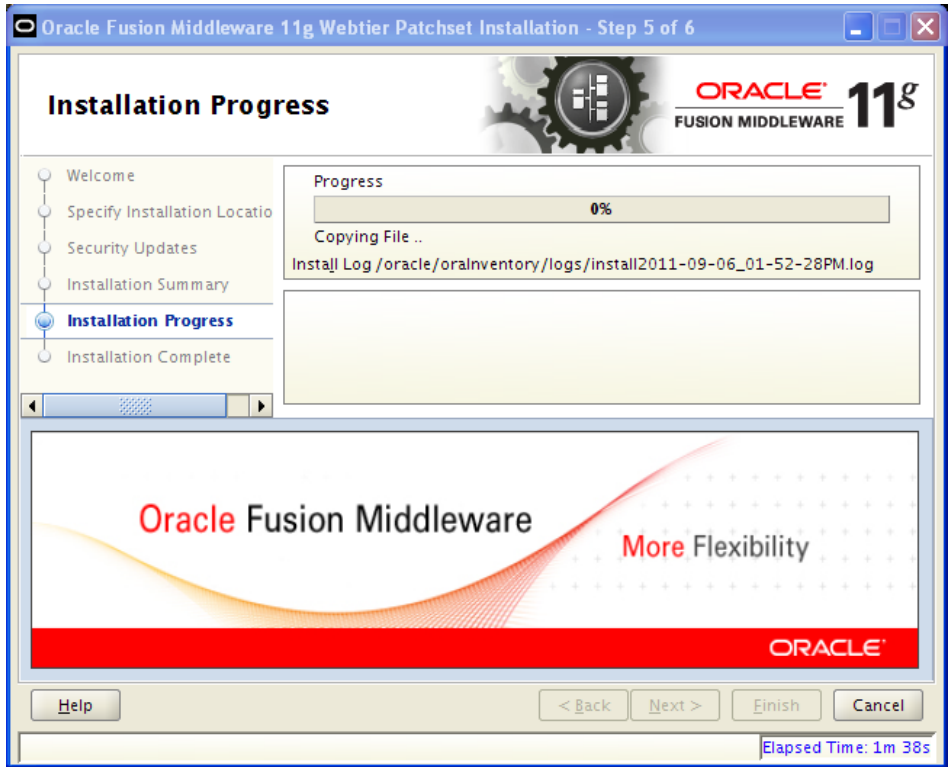 Oracle Fusion Middleware 11g Webtier Patchset Installation - Step 5 of 6
Installation Progress
ORACLE
FUSION MIDDLEWARE 11g
Welcome
Specify Installation Locatio
Security Updates
Installation Summary
Installation Progress
Installation Complete
Progress
0%
Copying File ..
Install Log /oracle/oraInventory/logs/install2011-09-06_01-52-28PM.log
Oracle Fusion Middleware
More Flexibility
ORACLE
Help
< Back
Next >
Finish
Cancel
Elapsed Time: 1m 38s